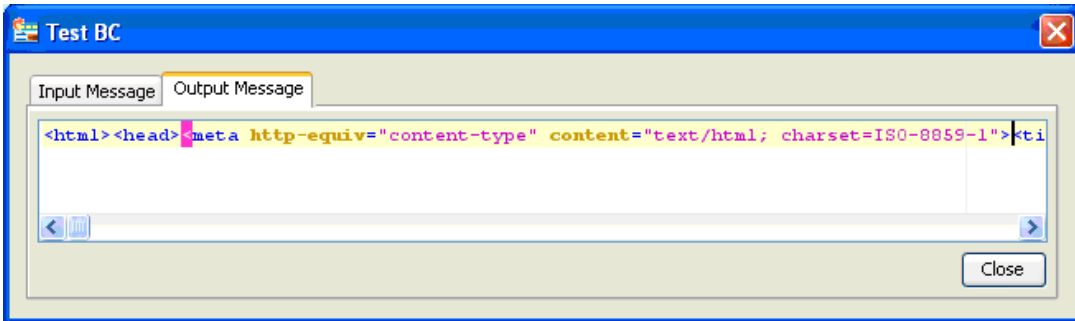 Test BC
Input Message Output Message
<html><head><meta http-equiv="content-type" content="text/html; charset=ISO-8859-1"><ti
Close